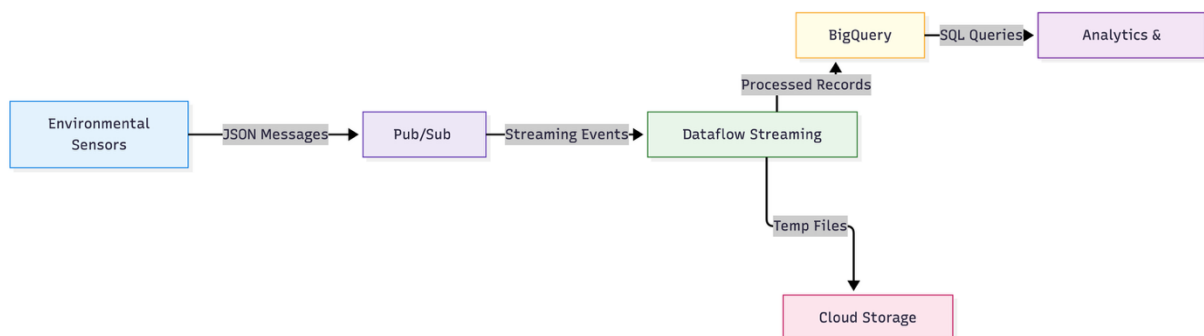 BigQuery
SQL Queries
Analytics &
Processed Records
Environmental
Sensors
JSON Messages
Pub/Sub
Streaming Events
Dataflow Streaming
Temp Files
Cloud Storage